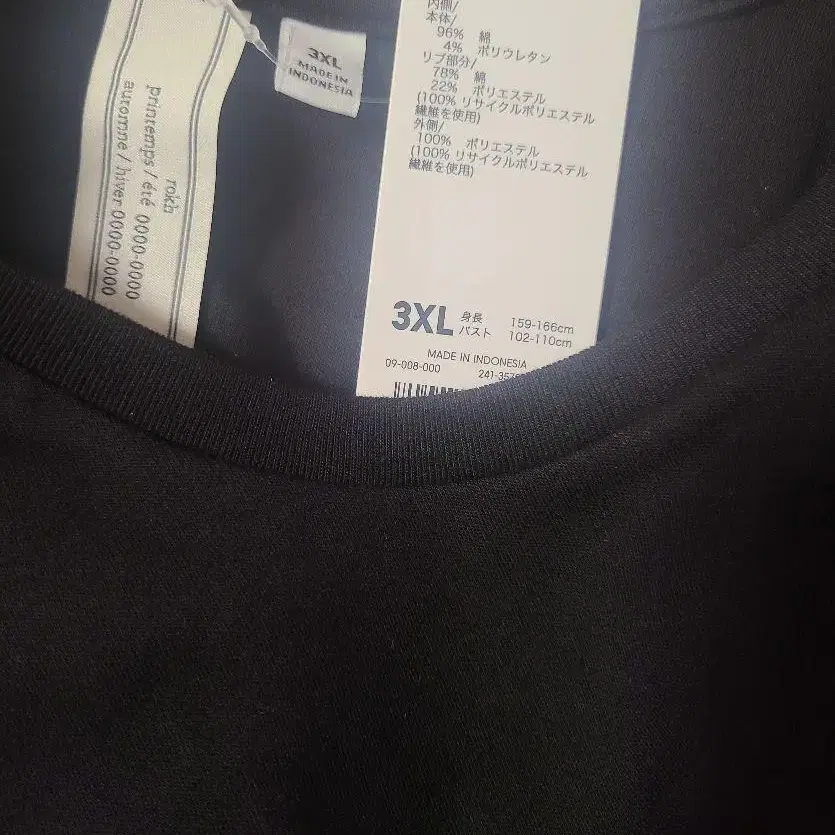 rokh
printemps / été 0000-0000
automne / hiver 0000-0000
3XL
MADE IN
INDONESIA
内側/
本体/
96% 綿
4% ポリウレタン
リブ部分/
78% 綿
22% ポリエステル
(100% リサイクルポリエステル
繊維を使用)
外側/
100% ポリエステル
(100% リサイクルポリエステル
繊維を使用)
3XL 身長 159-166cm
バスト 102-110cm
MADE IN INDONESIA
09-008-000